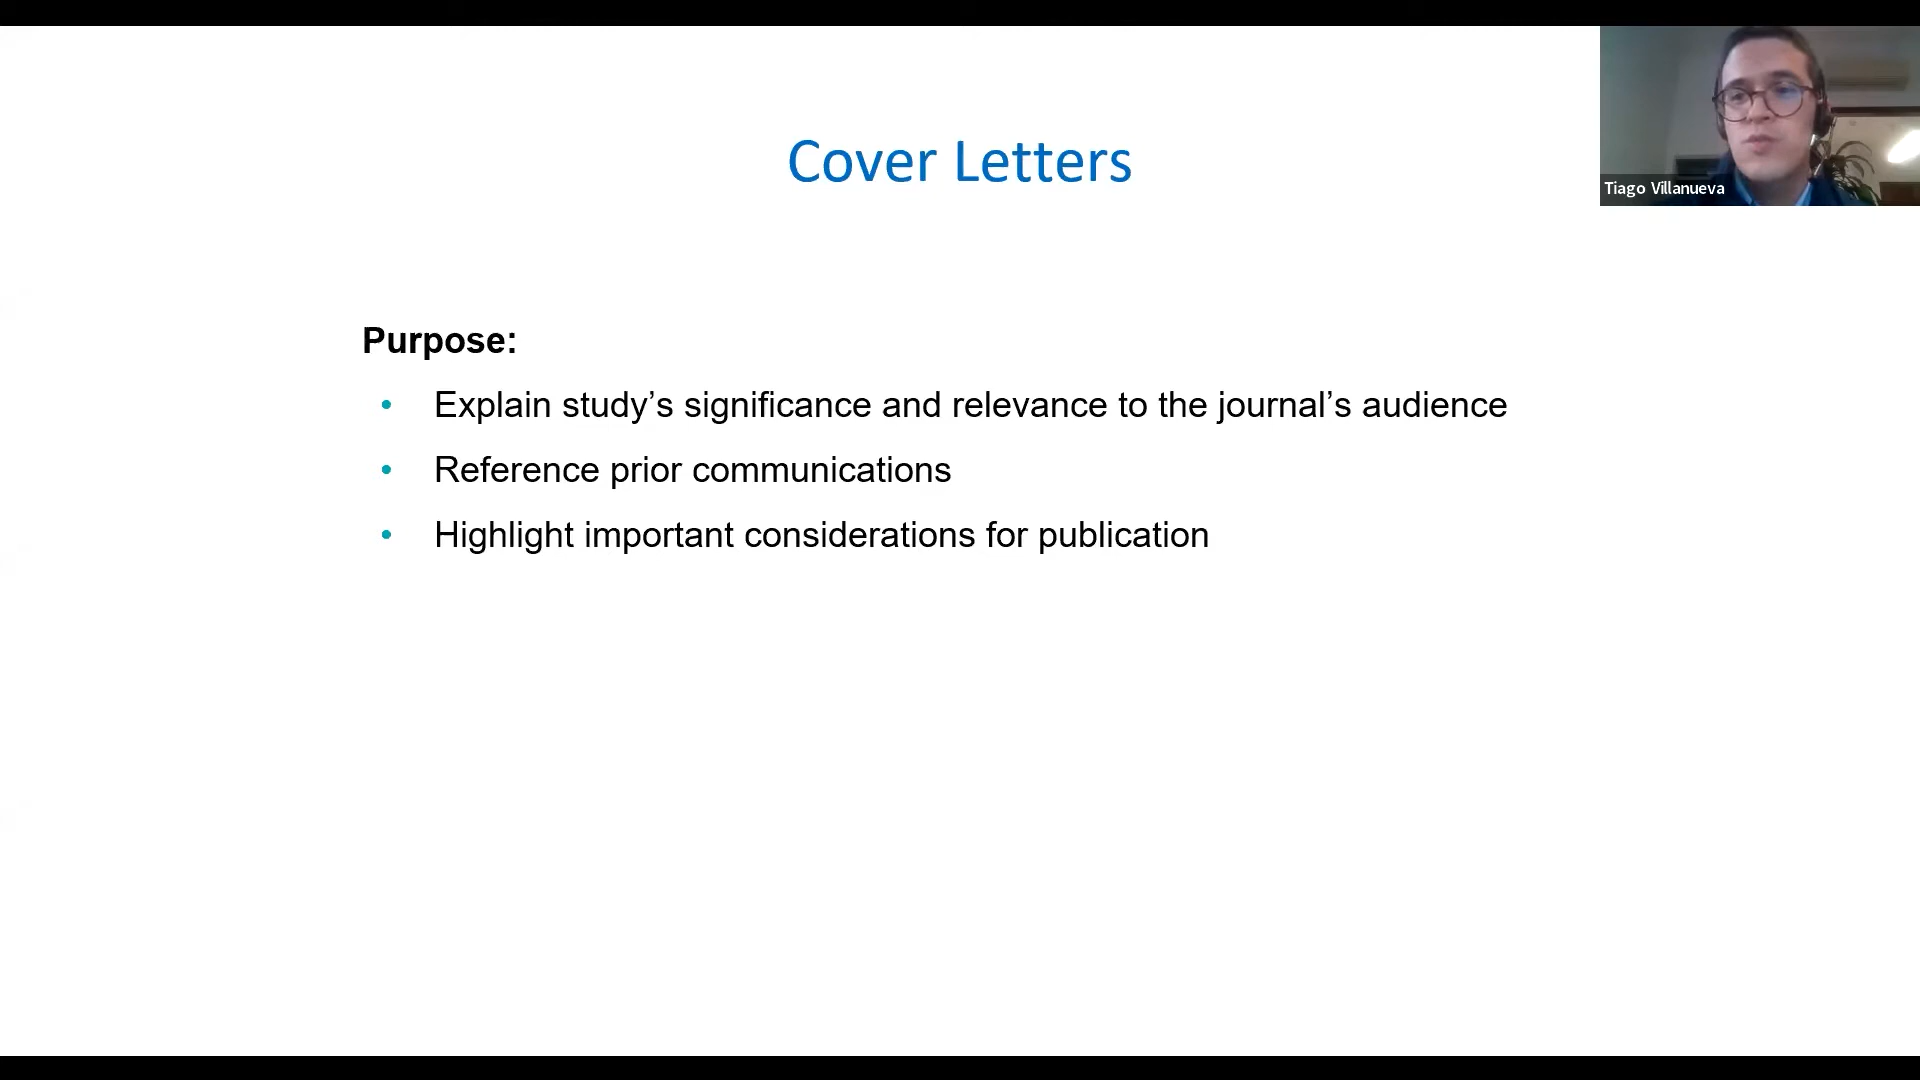 Cover Letters
Tiago Villanueva
Purpose:
• Explain study’s significance and relevance to the journal’s audience
• Reference prior communications
• Highlight important considerations for publication